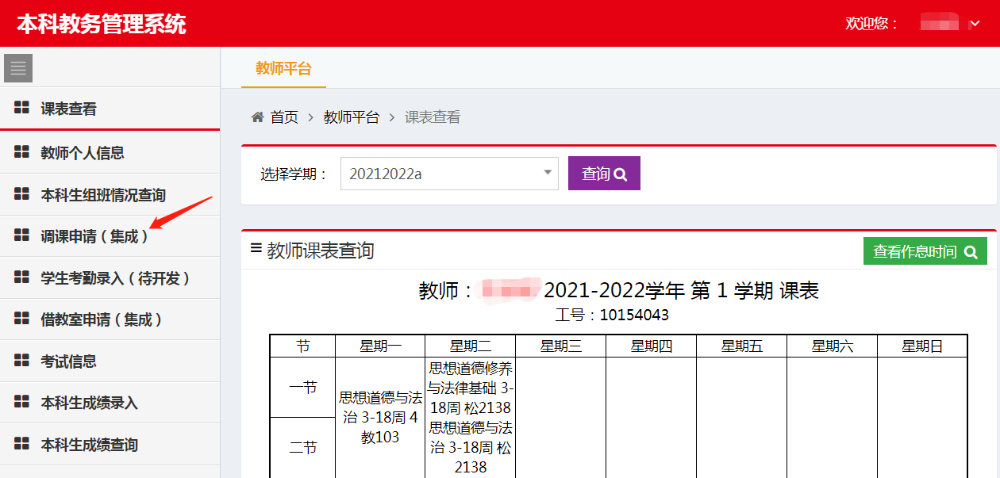 本科教务管理系统
欢迎您：
教师平台
课表查看
教师个人信息
本科生组班情况查询
调课申请（集成）
学生考勤录入（待开发）
借教室申请（集成）
考试信息
本科生成绩录入
本科生成绩查询
首页 > 教师平台 > 课表查看
选择学期： 20212022a 查询
教师课表查询 查看作息时间
教师： 2021-2022学年 第 1 学期 课表
工号：10154043
节 星期一 星期二 星期三 星期四 星期五 星期六 星期日
一节
二节
思想道德与法
治 3-18周 4
教103
思想道德修养
与法律基础 3-
18周 松2138
思想道德与法
治 3-18周 松
2138